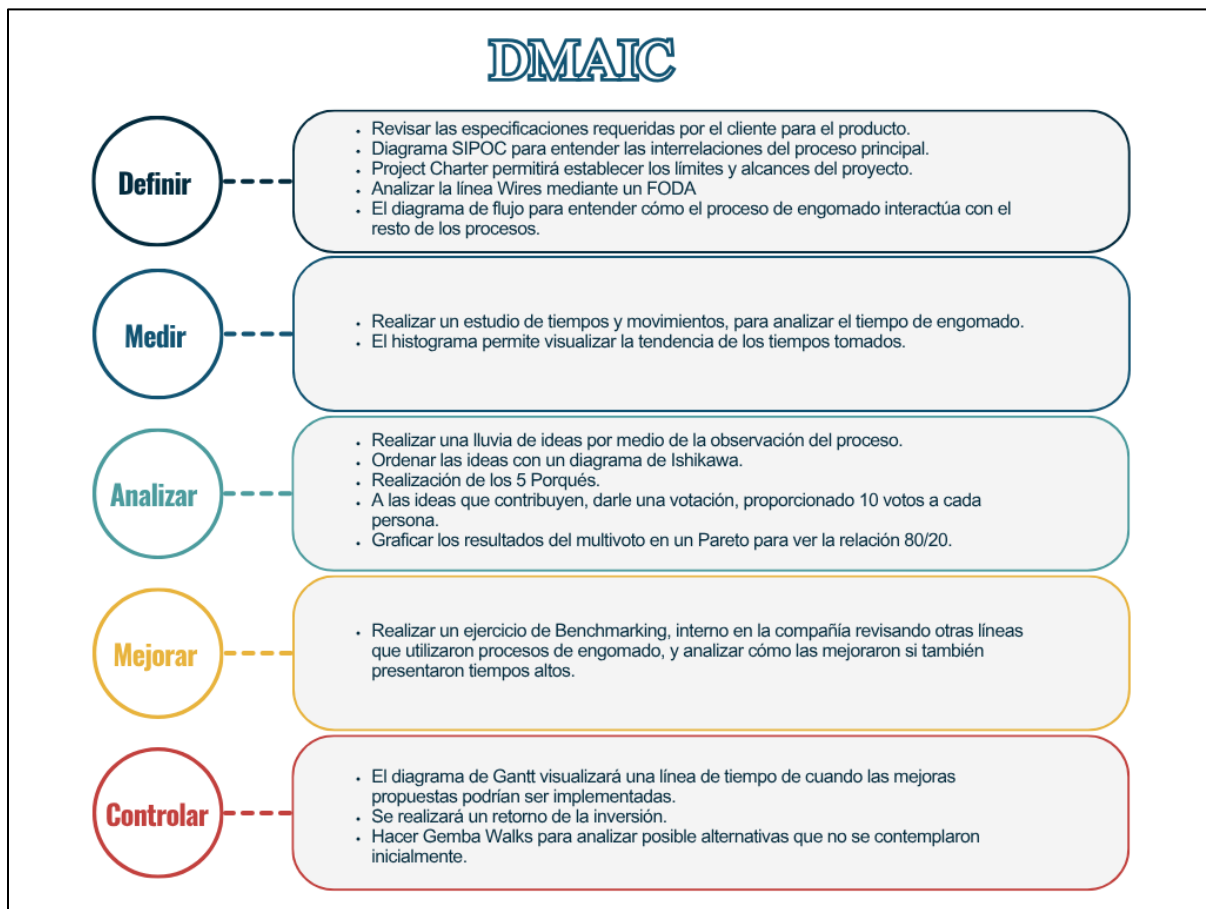 DMAIC
Definir
• Revisar las especificaciones requeridas por el cliente para el producto.
• Diagrama SIPOC para entender las interrelaciones del proceso principal.
• Project Charter permitirá establecer los límites y alcances del proyecto.
• Analizar la línea Wires mediante un FODA
• El diagrama de flujo para entender cómo el proceso de engomado interactúa con el
resto de los procesos.
Medir
• Realizar un estudio de tiempos y movimientos, para analizar el tiempo de engomado.
• El histograma permite visualizar la tendencia de los tiempos tomados.
Analizar
• Realizar una lluvia de ideas por medio de la observación del proceso.
• Ordenar las ideas con un diagrama de Ishikawa.
• Realización de los 5 Porqués.
• A las ideas que contribuyen, darle una votación, proporcionado 10 votos a cada
persona.
• Graficar los resultados del multivoto en un Pareto para ver la relación 80/20.
Mejorar
• Realizar un ejercicio de Benchmarking, interno en la compañía revisando otras líneas
que utilizaron procesos de engomado, y analizar cómo las mejoraron si también
presentaron tiempos altos.
Controlar
• El diagrama de Gantt visualizará una línea de tiempo de cuando las mejoras
propuestas podrían ser implementadas.
• Se realizará un retorno de la inversión.
• Hacer Gemba Walks para analizar posible alternativas que no se contemplaron
inicialmente.